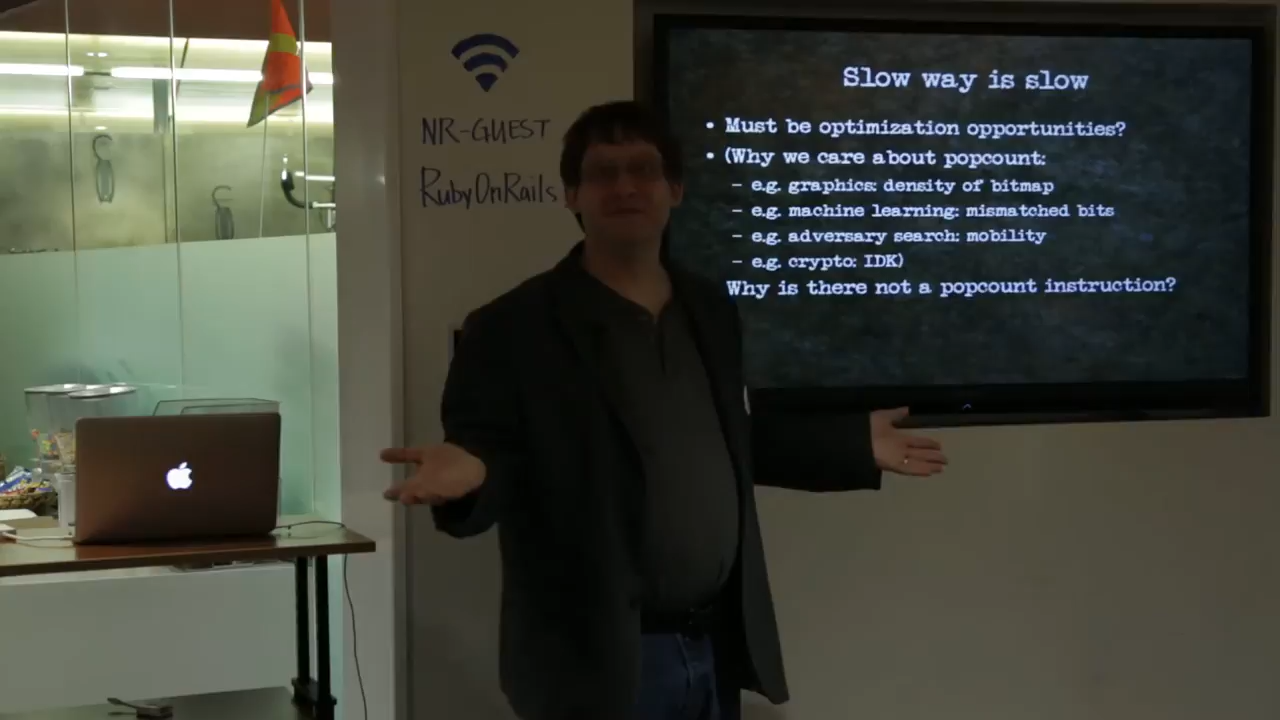 NR-GUEST
RubyOnRails
Slow way is slow
• Must be optimization opportunities?
• (Why we care about popcount:
– e.g. graphics: density of bitmap
– e.g. machine learning: mismatched bits
– e.g. adversary search: mobility
– e.g. crypto: IDK)
Why is there not a popcount instruction?